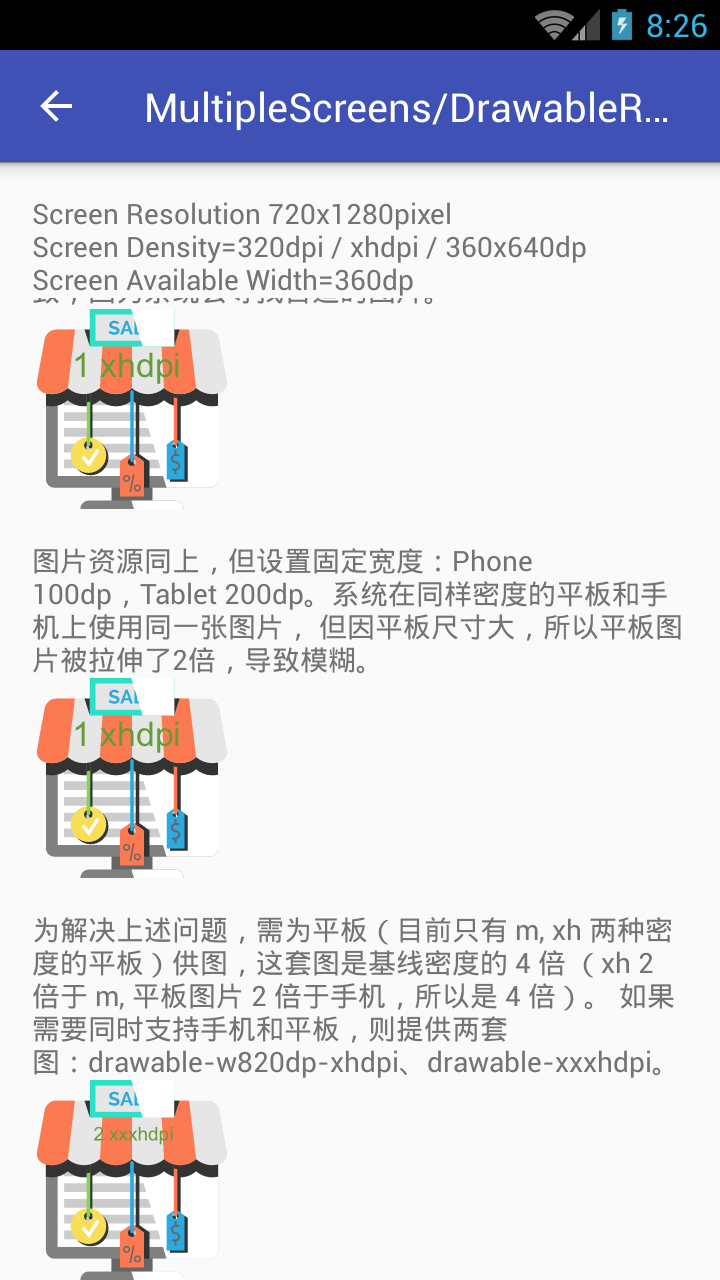 8:26
MultipleScreens/DrawableR...
Screen Resolution 720x1280pixel
Screen Density=320dpi / xhdpi / 360x640dp
Screen Available Width=360dp
SAL
1 xhdpi
%
$
图片资源同上，但设置固定宽度：Phone
100dp，Tablet 200dp。系统在同样密度的平板和手
机上使用同一张图片， 但因平板尺寸大，所以平板图
片被拉伸了2倍，导致模糊。
SAL
1 xhdpi
%
$
为解决上述问题，需为平板（目前只有 m, xh 两种密
度的平板）供图，这套图是基线密度的 4 倍 （xh 2
倍于 m, 平板图片 2 倍于手机，所以是 4 倍）。 如果
需要同时支持手机和平板，则提供两套
图：drawable-w820dp-xhdpi、drawable-xxxhdpi。
SAL
2 xxxhdpi
%
$